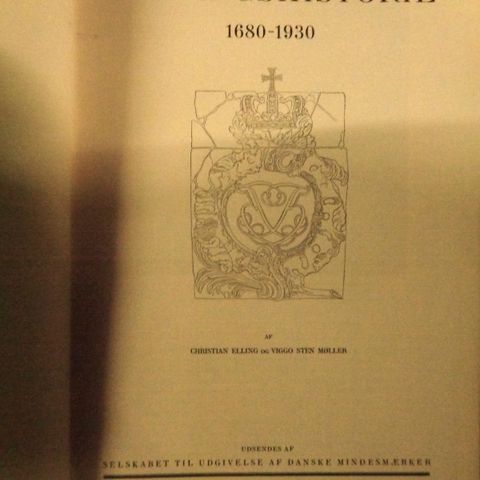 1680-1930
AF
CHRISTIAN ELLING OG VIGGO STEN MØLLER
UDSENDES AF
SELSKABET TIL UDGIVELSE AF DANSKE MINDESMÆRKER